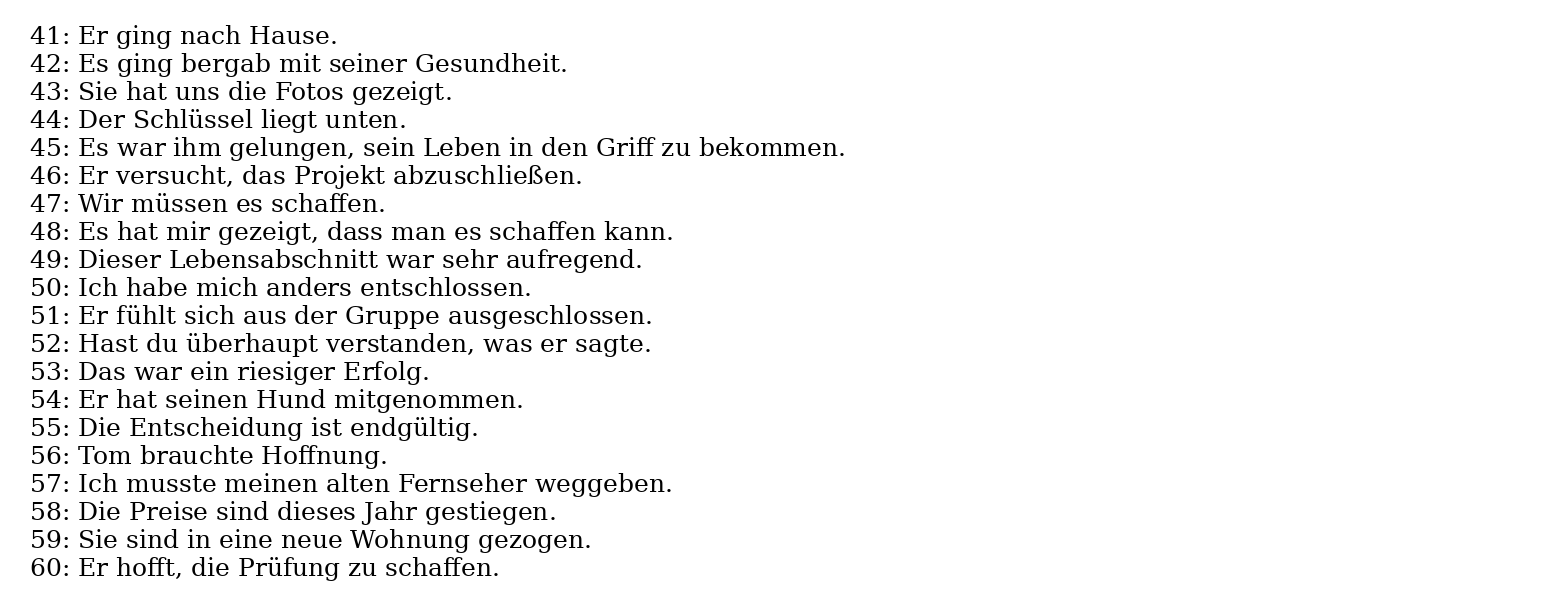 41: Er ging nach Hause.
42: Es ging bergab mit seiner Gesundheit.
43: Sie hat uns die Fotos gezeigt.
44: Der Schlüssel liegt unten.
45: Es war ihm gelungen, sein Leben in den Griff zu bekommen.
46: Er versucht, das Projekt abzuschließen.
47: Wir müssen es schaffen.
48: Es hat mir gezeigt, dass man es schaffen kann.
49: Dieser Lebensabschnitt war sehr aufregend.
50: Ich habe mich anders entschlossen.
51: Er fühlt sich aus der Gruppe ausgeschlossen.
52: Hast du überhaupt verstanden, was er sagte.
53: Das war ein riesiger Erfolg.
54: Er hat seinen Hund mitgenommen.
55: Die Entscheidung ist endgültig.
56: Tom brauchte Hoffnung.
57: Ich musste meinen alten Fernseher weggeben.
58: Die Preise sind dieses Jahr gestiegen.
59: Sie sind in eine neue Wohnung gezogen.
60: Er hofft, die Prüfung zu schaffen.